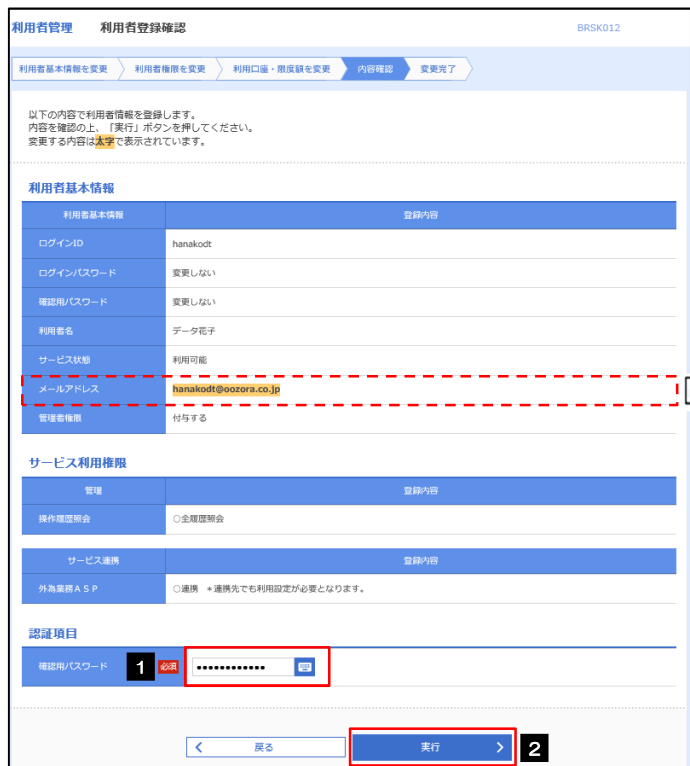 利用者管理 利用者登録確認 BRSK012
利用者基本情報を変更 利用者権限を変更 利用口座・限度額を変更 内容確認 変更完了
以下の内容で利用者情報を登録します。
内容を確認の上、「実行」ボタンを押してください。
変更する内容は太字で表示されています。
利用者基本情報
利用者基本情報 登録内容
ログインID hanakodt
ログインパスワード 変更しない
確認用パスワード 変更しない
利用者名 データ花子
サービス状態 利用可能
メールアドレス hanakodt@oozora.co.jp
管理者権限 付与する
サービス利用権限
管理 登録内容
操作履歴照会 ○全履歴照会
サービス連携 登録内容
外為業務ASP ○連携 *連携先でも利用設定が必要となります。
認証項目
確認用パスワード 1 必須 ••••••••••••
戻る 実行 2